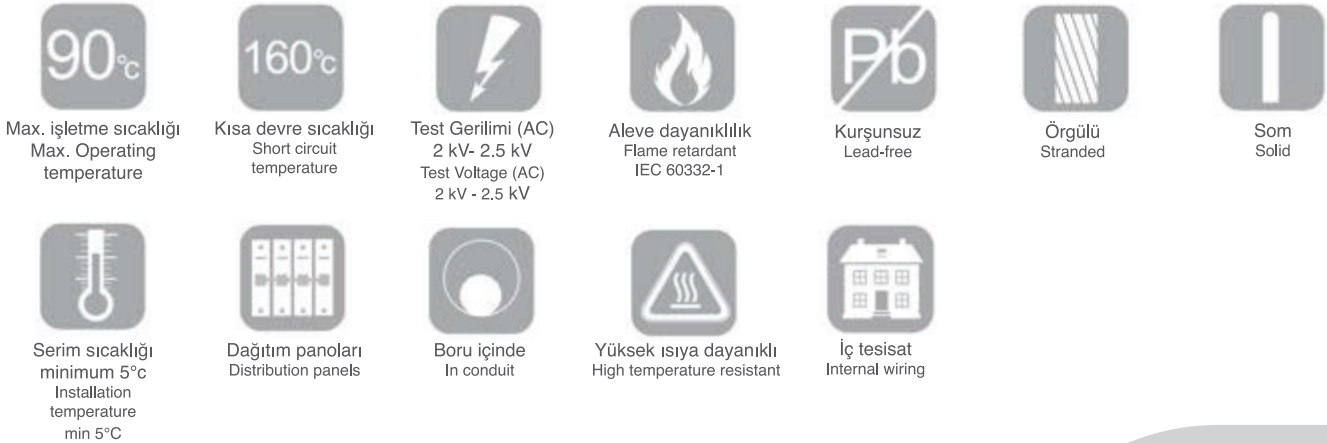 90°c
Max. işletme sıcaklığı
Max. Operating
temperature
160°c
Kısa devre sıcaklığı
Short circuit
temperature
Test Gerilimi (AC)
2 kV- 2.5 kV
Test Voltage (AC)
2 kV - 2.5 kV
Aleve dayanıklılık
Flame retardant
IEC 60332-1
Pb
Kurşunsuz
Lead-free
Örgülü
Stranded
Som
Solid
Serim sıcaklığı
minimum 5°c
Installation
temperature
min 5°C
Dağıtım panoları
Distribution panels
Boru içinde
In conduit
Yüksek ısıya dayanıklı
High temperature resistant
İç tesisat
Internal wiring